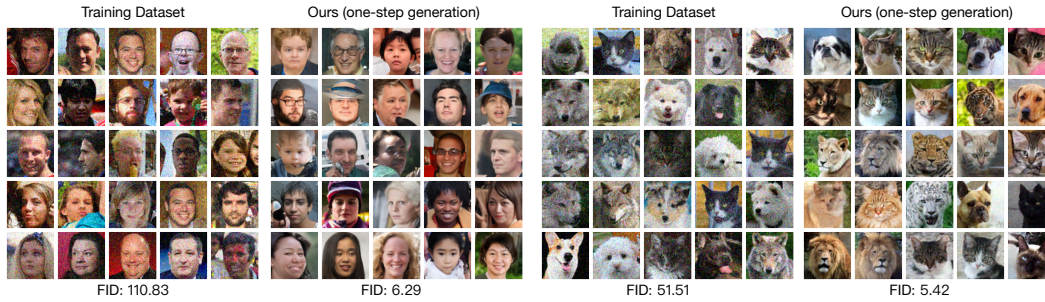 Training Dataset
Ours (one-step generation)
Training Dataset
Ours (one-step generation)
FID: 110.83
FID: 6.29
FID: 51.51
FID: 5.42